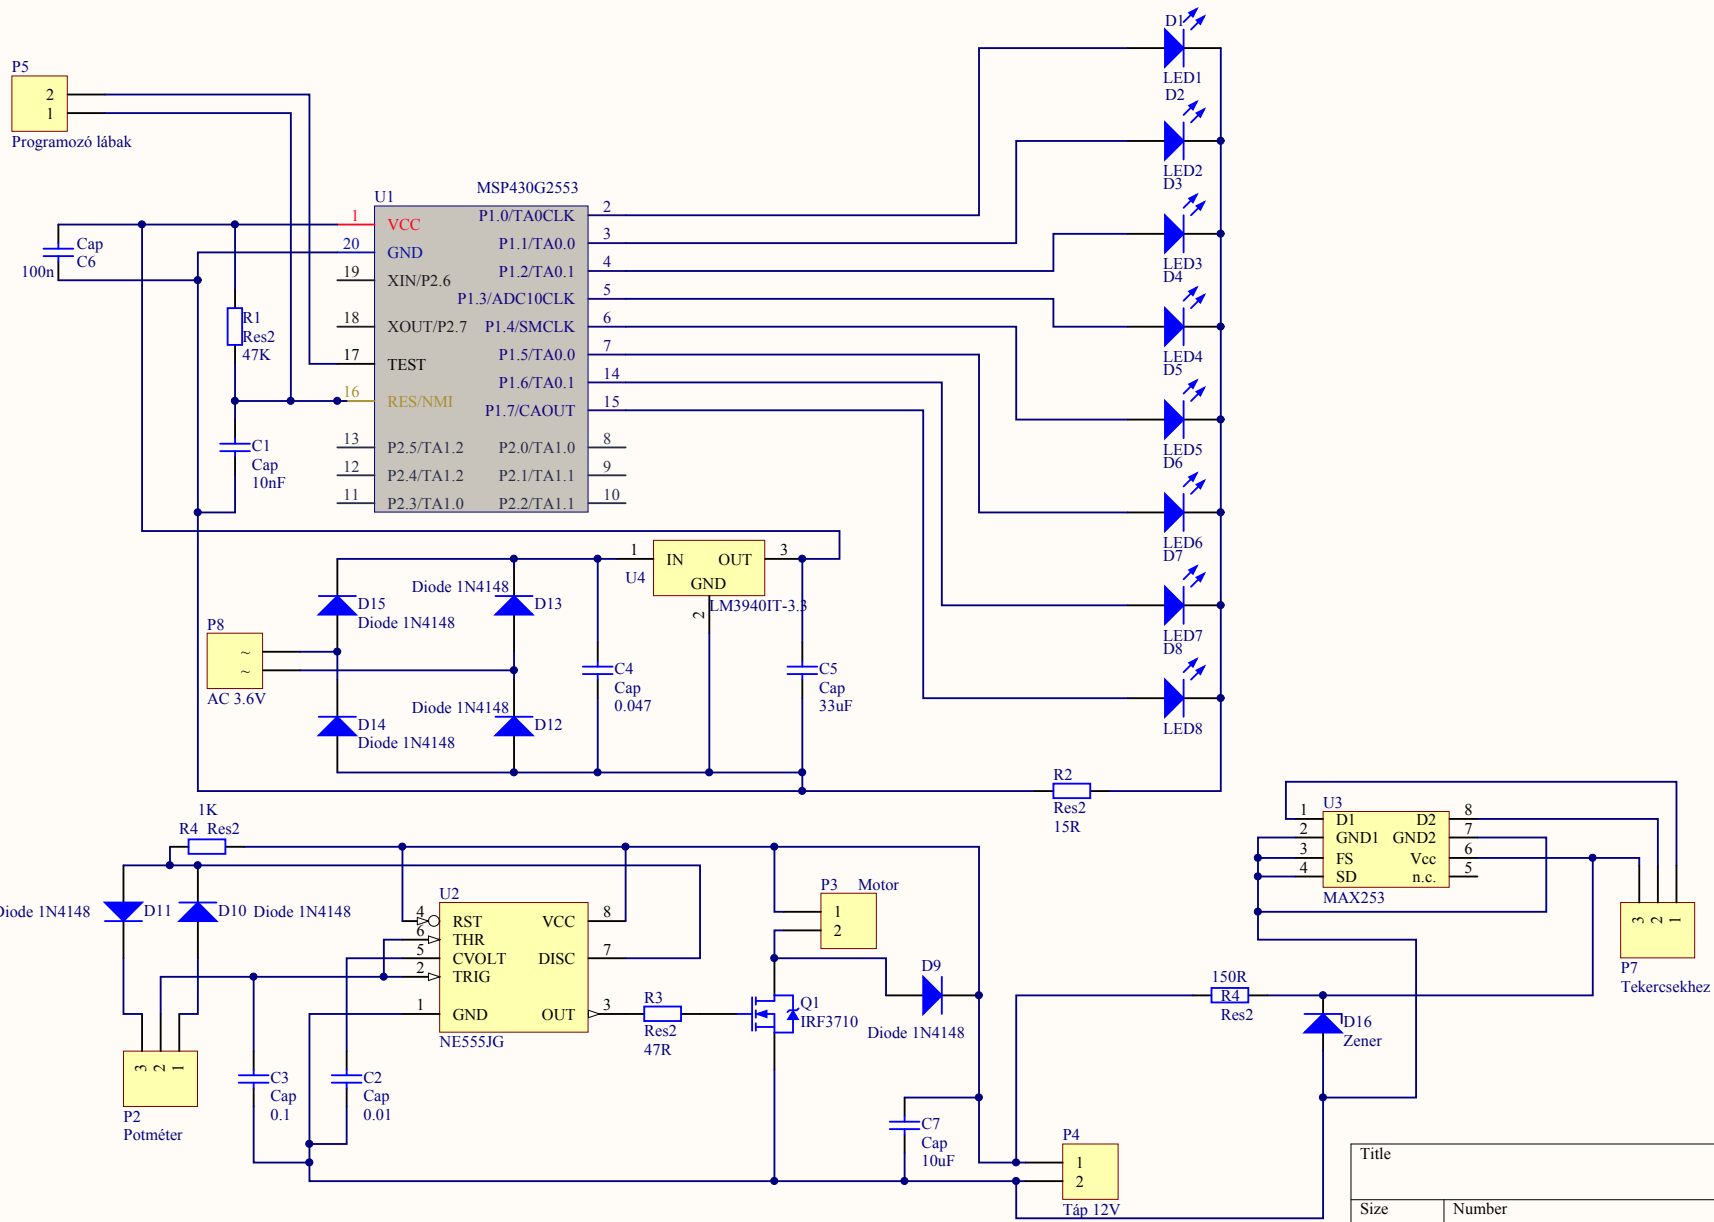 D1
LED1
D2
LED2
D3
LED3
D4
LED4
D5
LED5
D6
LED6
D7
LED7
D8
LED8
P5
2
1
Programozó lábak
U1
MSP430G2553
1 VCC
20 GND
19 XIN/P2.6
18 XOUT/P2.7
17 TEST
16 RES/NMI
13 P2.5/TA1.2
12 P2.4/TA1.2
11 P2.3/TA1.0
P1.0/TA0CLK 2
P1.1/TA0.0 3
P1.2/TA0.1 4
P1.3/ADC10CLK 5
P1.4/SMCLK 6
P1.5/TA0.0 7
P1.6/TA0.1 14
P1.7/CAOUT 15
P2.0/TA1.0 8
P2.1/TA1.1 9
P2.2/TA1.1 10
Cap
C6
100n
R1
Res2
47K
C1
Cap
10nF
1 IN OUT 3
GND
2
U4
LM3940IT-3.3
Diode 1N4148
D13
D15
Diode 1N4148
P8
~
~
AC 3.6V
Diode 1N4148
D12
D14
Diode 1N4148
C4
Cap
0.047
C5
Cap
33uF
R2
Res2
15R
1K
R4 Res2
Diode 1N4148 D11
D10 Diode 1N4148
U2
4 RST VCC 8
6 THR
5 CVOLT DISC 7
2 TRIG
1 GND OUT 3
NE555JG
3 2 1
P2
Potméter
C3
Cap
0.1
C2
Cap
0.01
R3
Res2
47R
Q1
IRF3710
P3 Motor
1
2
D9
Diode 1N4148
C7
Cap
10uF
P4
1
2
Táp 12V
150R
R4
Res2
D16
Zener
U3
1 D1 D2 8
2 GND1 GND2 7
3 FS Vcc 6
4 SD n.c. 5
MAX253
3 2 1
P7
Tekercsekhez
Title
Size Number